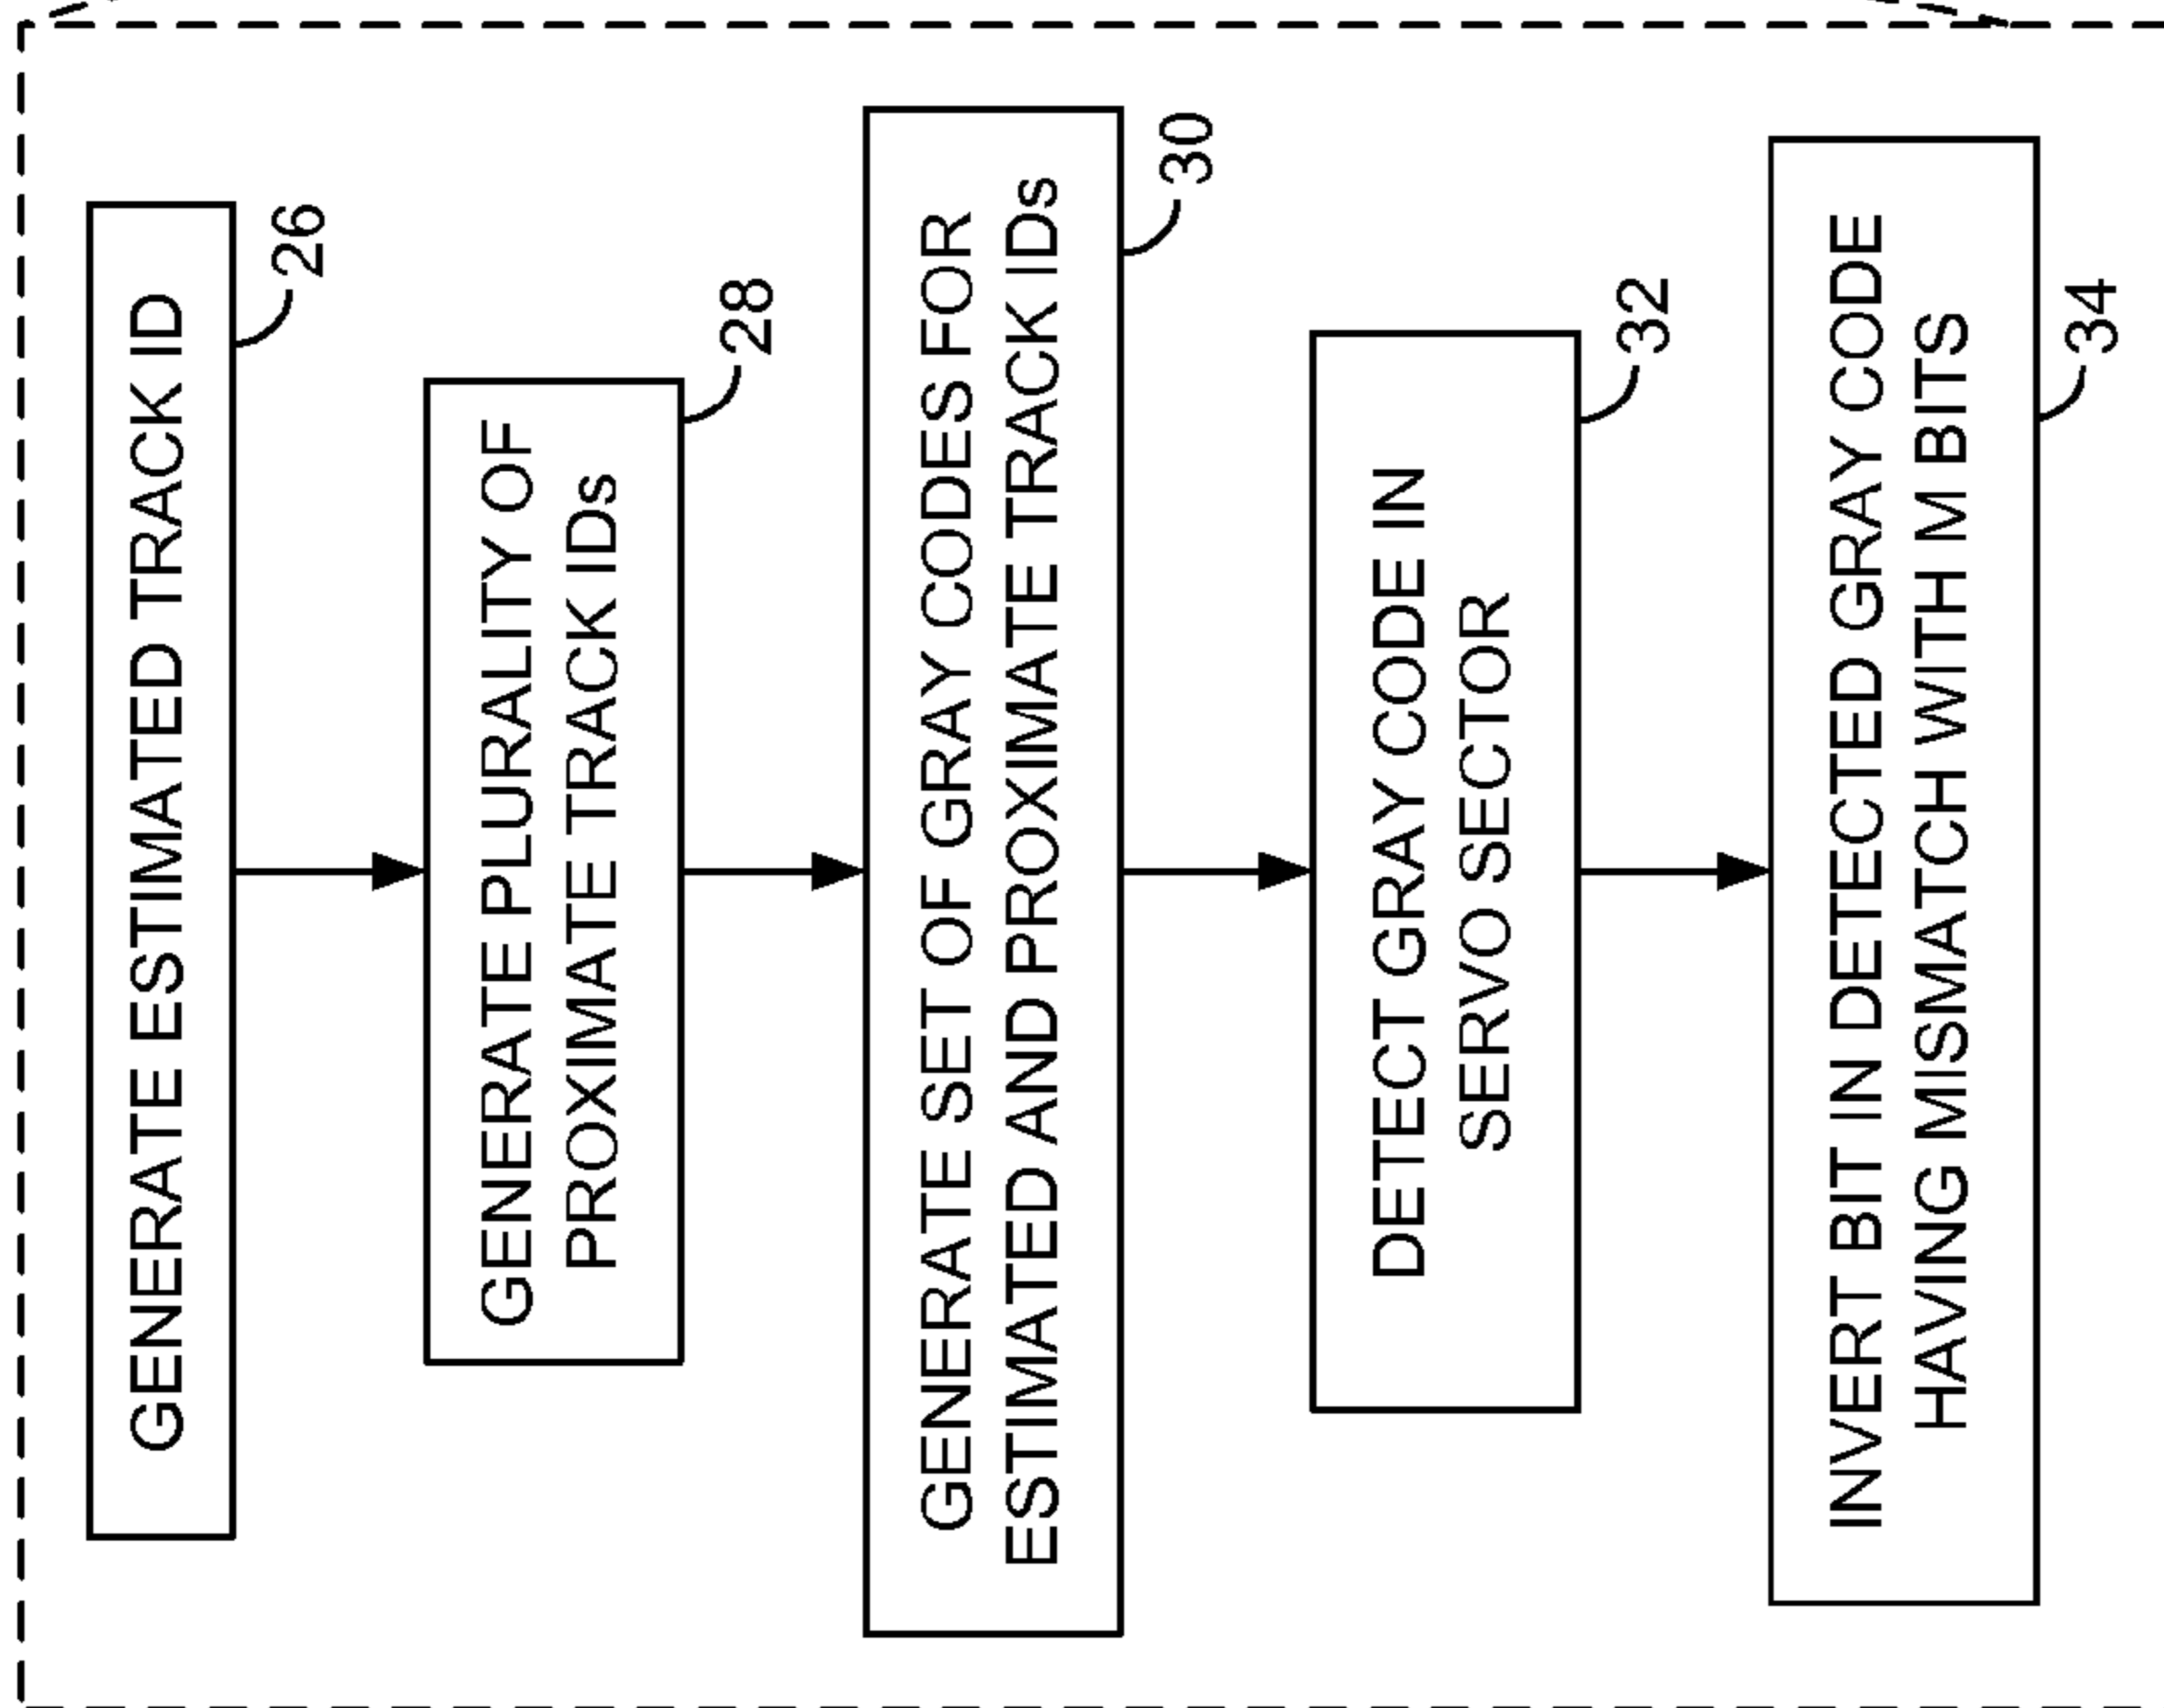 GENERATE ESTIMATED TRACK ID
26
GENERATE PLURALITY OF
PROXIMATE TRACK IDs
28
GENERATE SET OF GRAY CODES FOR
ESTIMATED AND PROXIMATE TRACK IDs
30
DETECT GRAY CODE IN
SERVO SECTOR
32
INVERT BIT IN DETECTED GRAY CODE
HAVING MISMATCH WITH M BITS
34